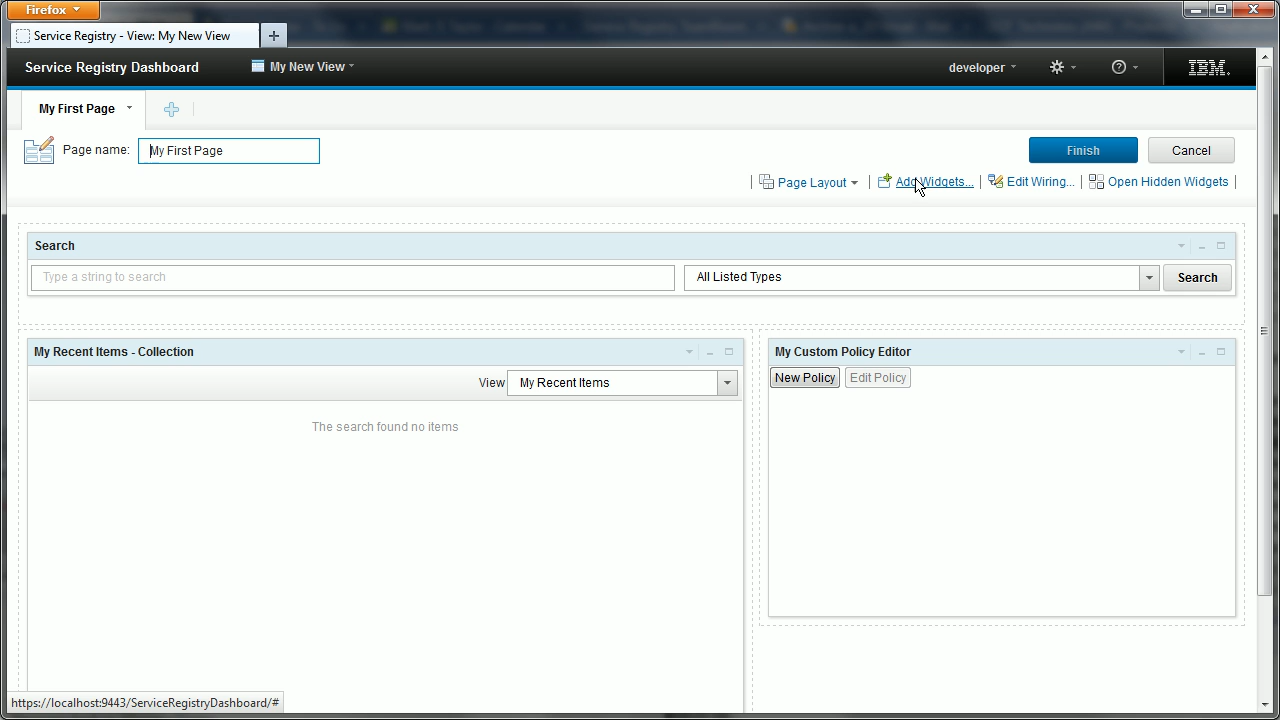 Firefox
Service Registry - View: My New View
Service Registry Dashboard
My New View
developer
IBM.
My First Page
Page name:
My First Page
Finish
Cancel
Page Layout
Add Widgets...
Edit Wiring...
Open Hidden Widgets
Search
Type a string to search
All Listed Types
Search
My Recent Items - Collection
My Custom Policy Editor
View
My Recent Items
New Policy
Edit Policy
The search found no items
https://localhost:9443/ServiceRegistryDashboard/#